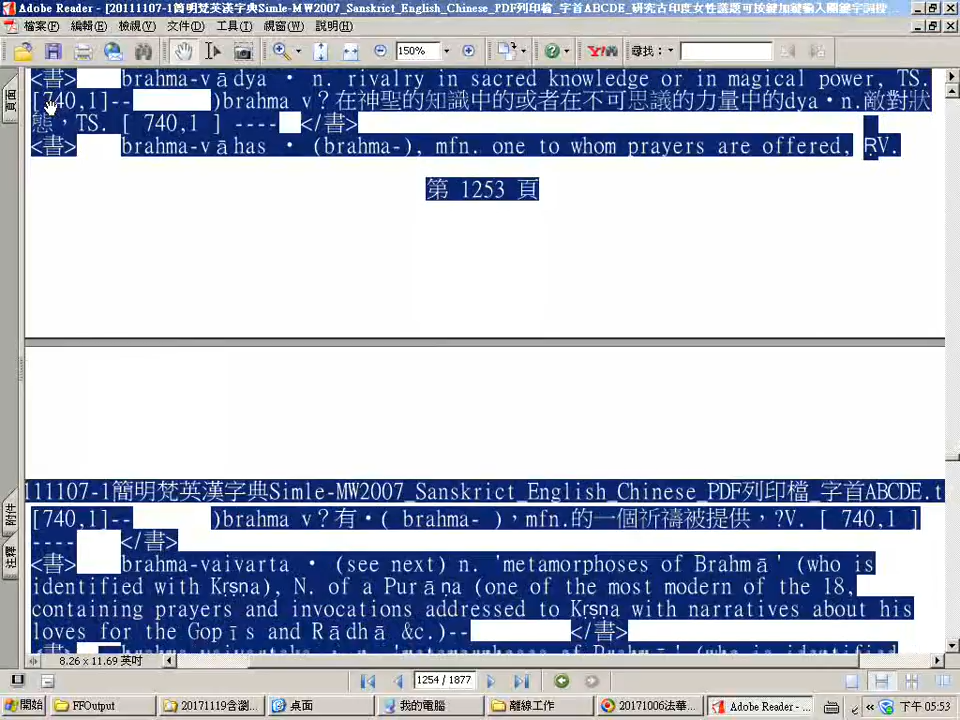 Adobe Reader - [20111107-1簡明梵英漢字典Simle-MW2007_Sanskrict_English_Chinese_PDF列印檔_字首ABCDE_研究古印度女性議題可按鍵加鍵輸入關鍵字詞搜
檔案(F) 編輯(E) 檢視(V) 文件(D) 工具(T) 視窗(W) 說明(H)
150% 尋找:
頁面
<書> brahma-vādya · n. rivalry in sacred knowledge or in magical power, TS.
[740,1]-- )brahma v?在神聖的知識中的或者在不可思議的力量中的dya·n.敵對狀
態,TS. [ 740,1 ] ---- </書>
<書> brahma-vāhas · (brahma-), mfn. one to whom prayers are offered, ṚV.
第 1253 頁
111107-1簡明梵英漢字典Simle-MW2007_Sanskrict_English_Chinese_PDF列印檔_字首ABCDE.t
[740,1]-- )brahma v?有·( brahma- ),mfn.的一個祈禱被提供,?V. [ 740,1 ]
---- </書>
<書> brahma-vaivarta · (see next) n. 'metamorphoses of Brahmā' (who is
identified with Kṛṣṇa), N. of a Purāṇa (one of the most modern of the 18,
containing prayers and invocations addressed to Kṛṣṇa with narratives about his
loves for the Gopīs and Rādhā &c.)-- </書>
附件
注釋
8.26 x 11.69 英吋
1254 / 1877
開始 FFOutput 20171119含瀏... 桌面 我的電腦 離線工作 20171006法華... Adobe Reader -... 下午 05:53